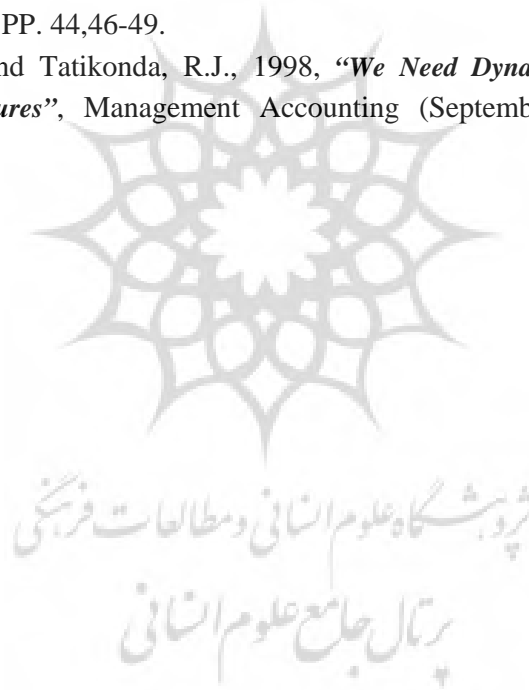 PP. 44,46-49.
nd Tatikonda, R.J., 1998, “We Need Dyna
ures”, Management Accounting (Septemb
پژوهشگاه علوم انسانی و مطالعات فرهنگی
پرتال جامع علوم انسانی